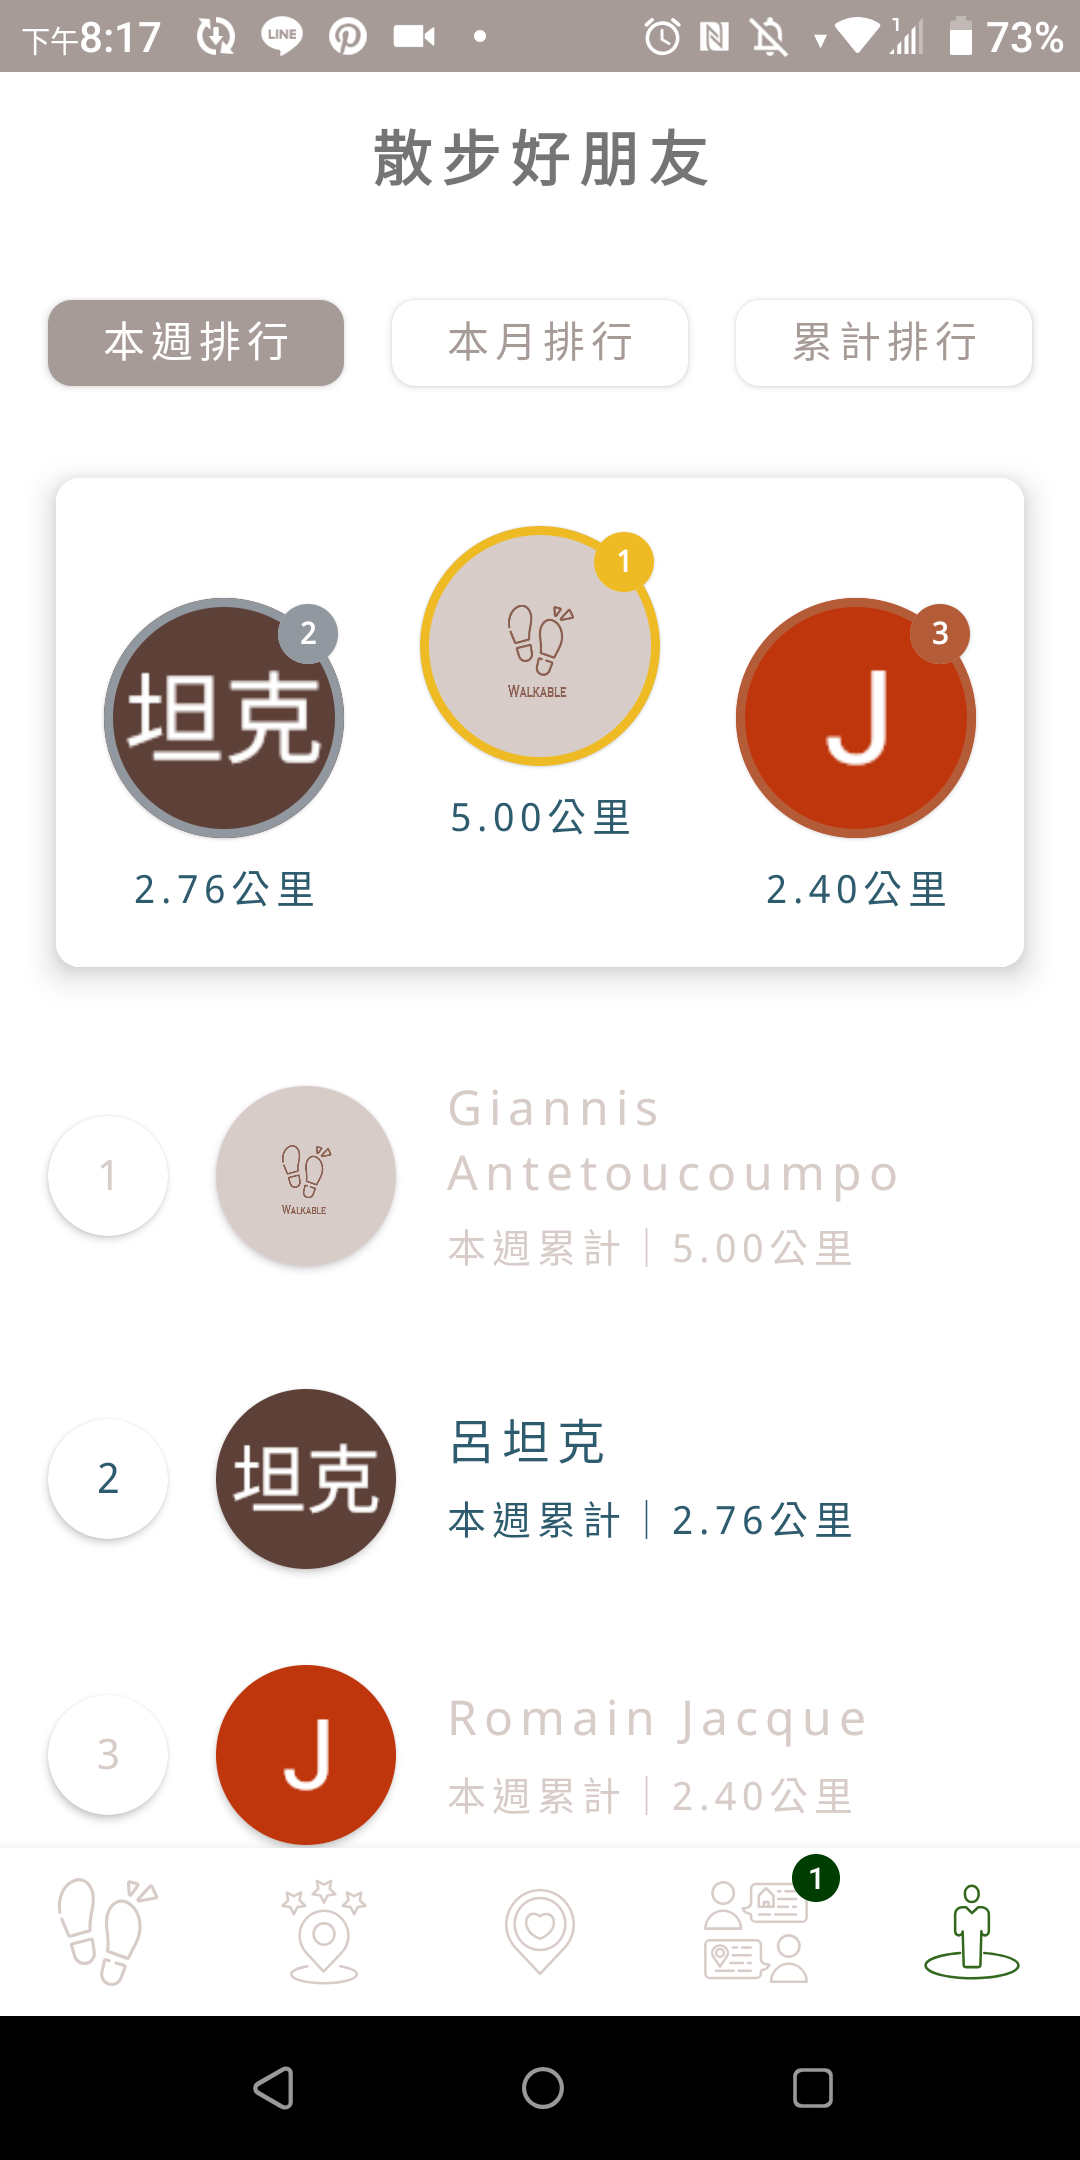 下午8:17 LINE 1 73%
散步好朋友
本週排行 本月排行 累計排行
1
WALKABLE
2
坦克
3
J
5.00公里
2.76公里 2.40公里
1
WALKABLE
Giannis
Antetoucoumpo
本週累計｜5.00公里
2
坦克
呂坦克
本週累計｜2.76公里
3
J
Romain Jacque
本週累計｜2.40公里
1